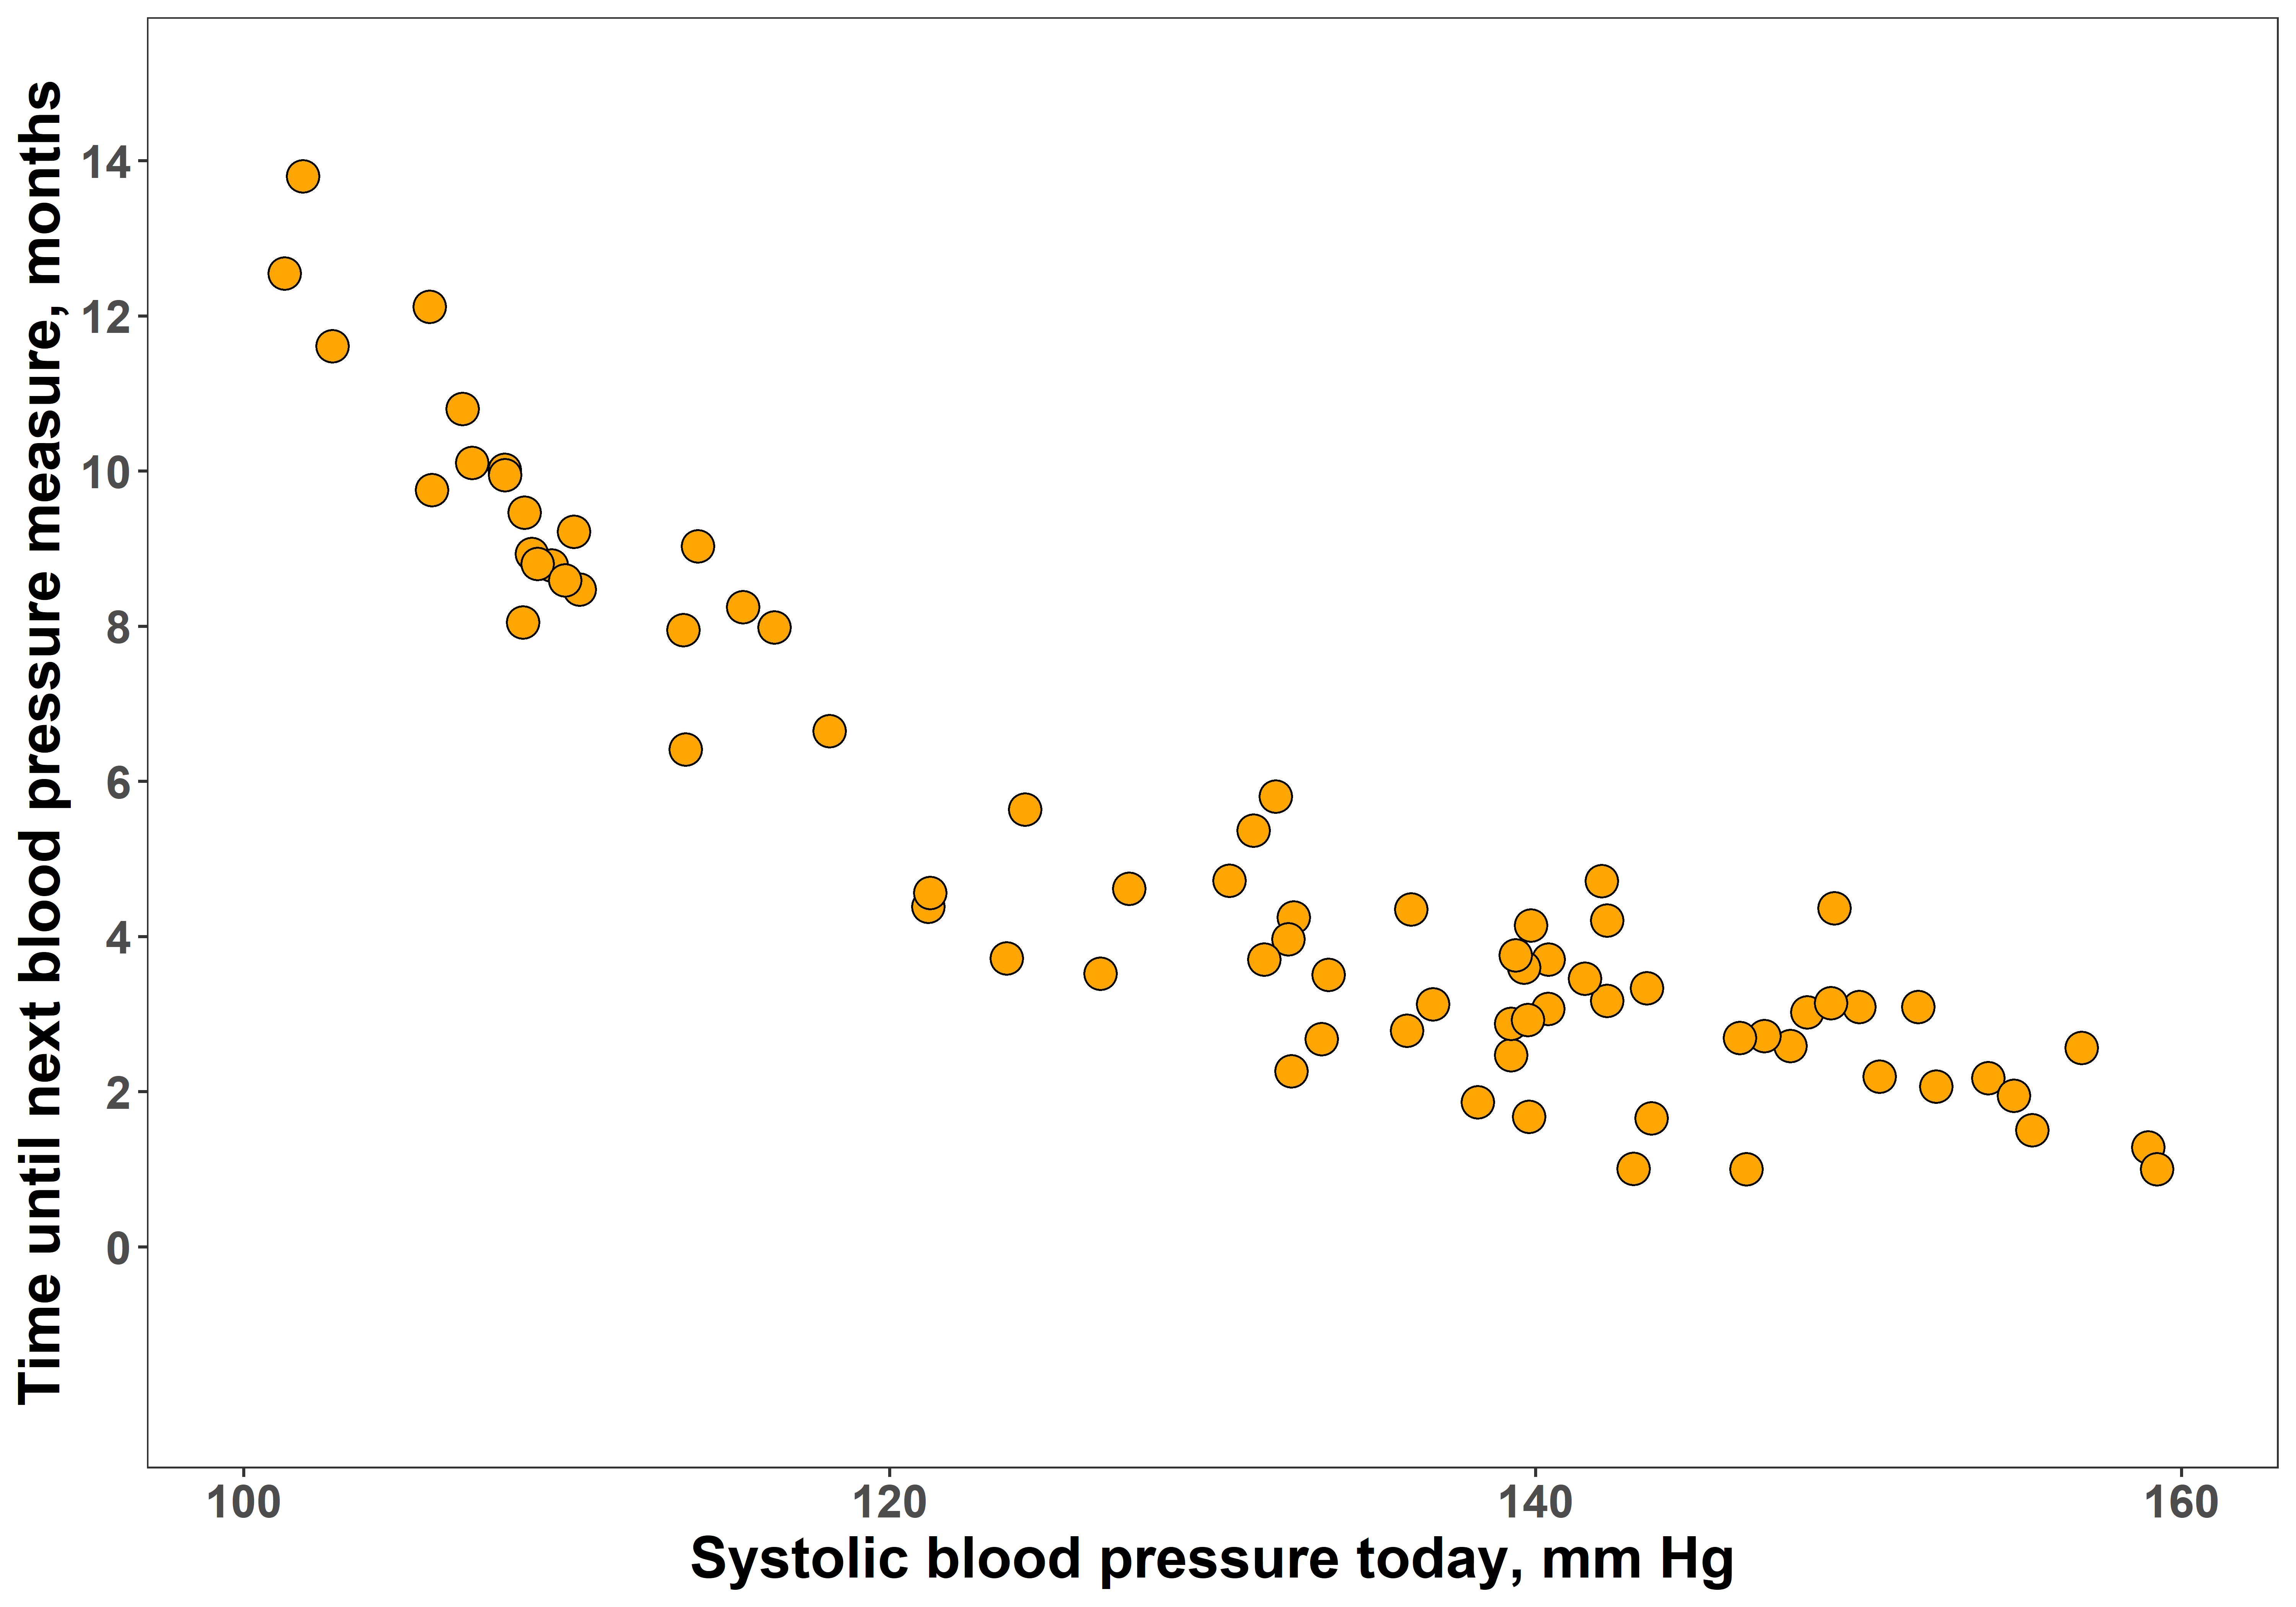 Time until next blood pressure measure, months
14
12
10
8
6
4
2
0
100 120 140 160
Systolic blood pressure today, mm Hg